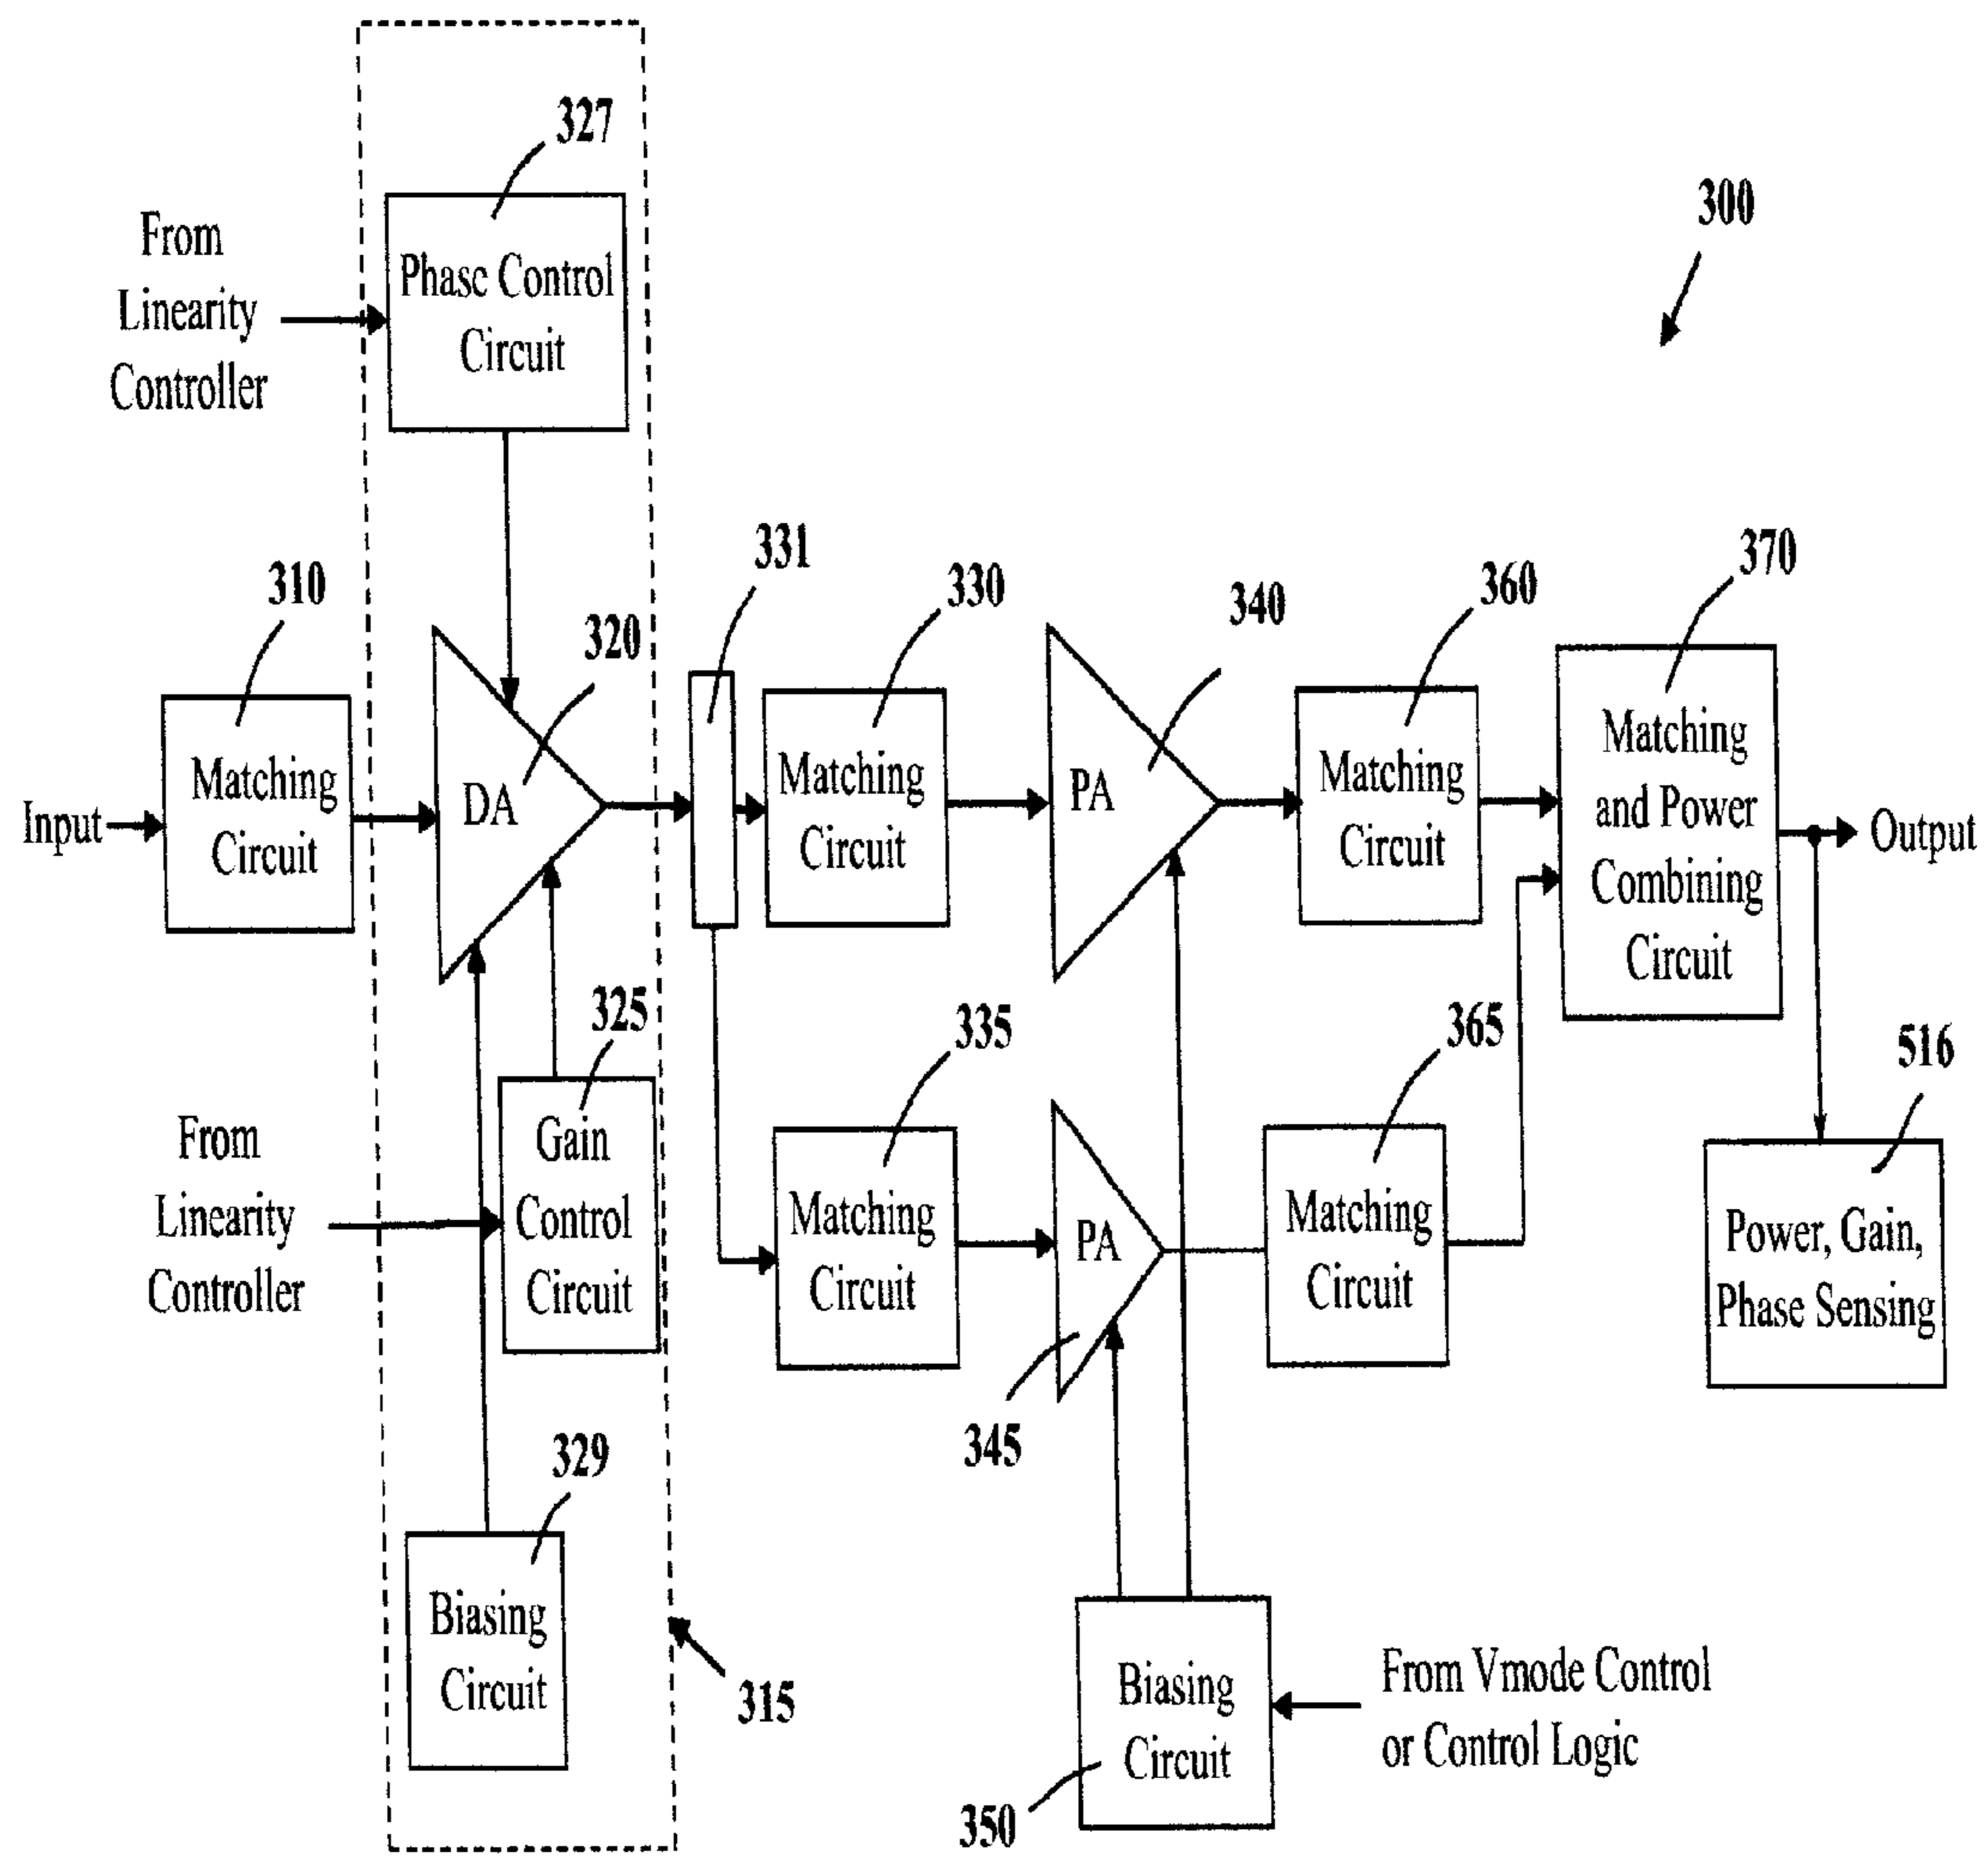 327
300
From
Linearity
Controller
Phase Control
Circuit
331
370
310
320
330
340
360
Input
Matching
Circuit
DA
Matching
Circuit
PA
Matching
Circuit
Matching
and Power
Combining
Circuit
Output
325
335
365
516
From
Linearity
Controller
Gain
Control
Circuit
Matching
Circuit
PA
Matching
Circuit
Power, Gain,
Phase Sensing
345
329
Biasing
Circuit
315
Biasing
Circuit
From Vmode Control
or Control Logic
350